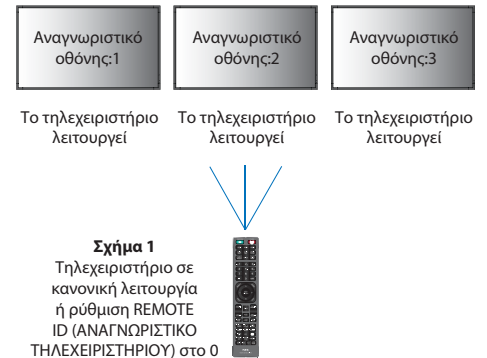 Αναγνωριστικό
οθόνης:1
Αναγνωριστικό
οθόνης:2
Αναγνωριστικό
οθόνης:3
Το τηλεχειριστήριο
λειτουργεί
Το τηλεχειριστήριο
λειτουργεί
Το τηλεχειριστήριο
λειτουργεί
Σχήμα 1
Τηλεχειριστήριο σε
κανονική λειτουργία
ή ρύθμιση REMOTE
ID (ΑΝΑΓΝΩΡΙΣΤΙΚΟ
ΤΗΛΕΧΕΙΡΙΣΤΗΡΙΟΥ) στο 0